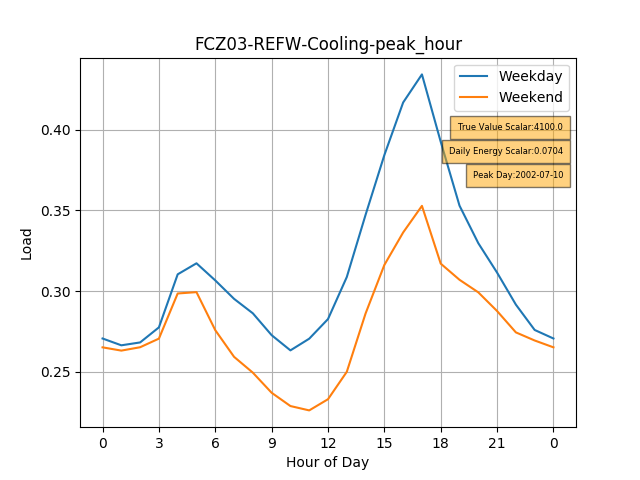 FCZ03-REFW-Cooling-peak_hour
Weekday
Weekend
True Value Scalar:4100.0
Daily Energy Scalar:0.0704
Peak Day:2002-07-10
0.40
0.35
0.30
0.25
Load
0 3 6 9 12 15 18 21 0
Hour of Day